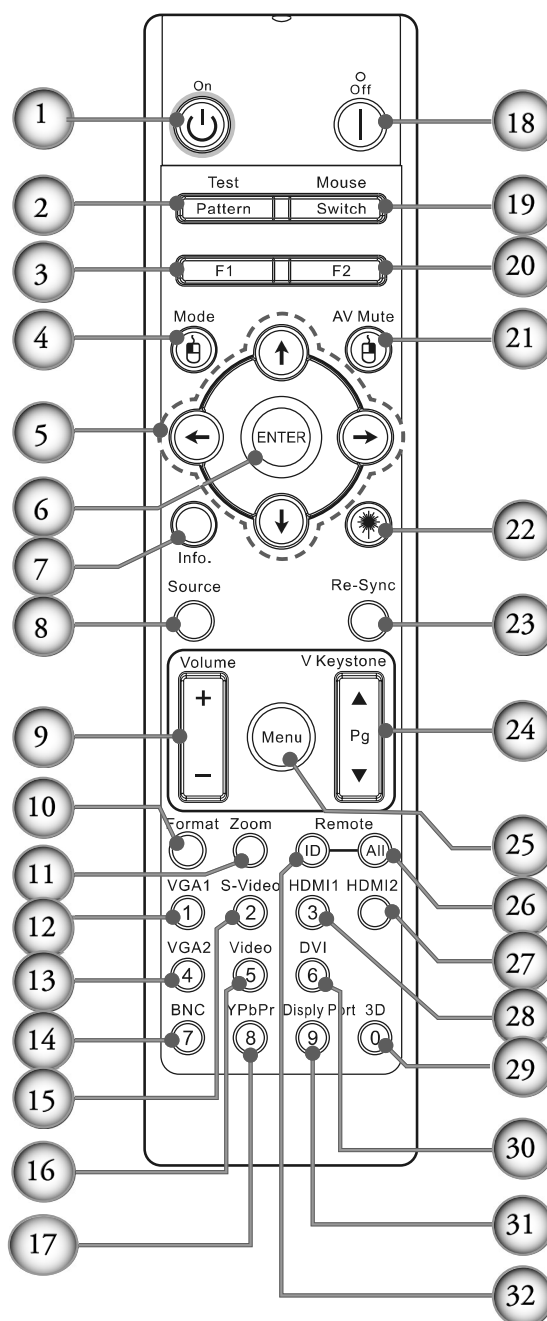 On
Off
1
18
Test
Mouse
2
Pattern
Switch
19
3
F1
F2
20
Mode
AV Mute
4
21
5
ENTER
6
22
7
Info.
Source
Re-Sync
8
23
Volume
V Keystone
+
24
9
Menu
Pg
−
10
Format
Zoom
Remote
25
11
ID
All
26
VGA1
S-Video
HDMI1
HDMI2
12
1
2
3
27
VGA2
Video
DVI
13
4
5
6
28
BNC
YPbPr
Disply Port
3D
14
7
8
9
0
29
15
16
30
17
31
32